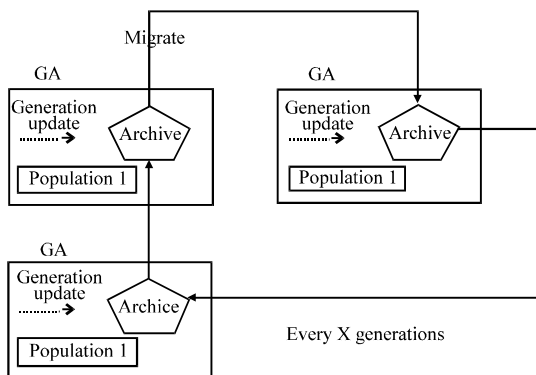 Migrate
GA
Generation
update
Archive
Population 1
GA
Generation
update
Archive
Population 1
GA
Generation
update
Archice
Population 1
Every X generations